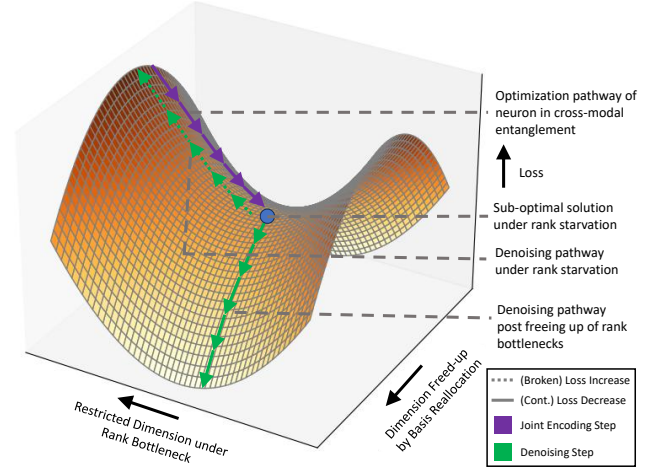 Optimization pathway of
neuron in cross-modal
entanglement
Loss
Sub-optimal solution
under rank starvation
Denoising pathway
under rank starvation
Denoising pathway
post freeing up of rank
bottlenecks
Restricted Dimension under
Rank Bottleneck
Dimension Freed-up
by Basis Reallocation
(Broken) Loss Increase
(Cont.) Loss Decrease
Joint Encoding Step
Denoising Step